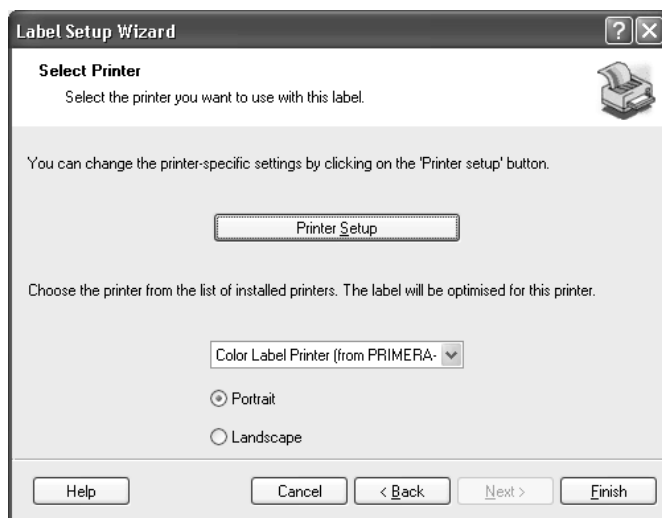 Label Setup Wizard
Select Printer
Select the printer you want to use with this label.
You can change the printer-specific settings by clicking on the 'Printer setup' button.
Printer Setup
Choose the printer from the list of installed printers. The label will be optimised for this printer.
Color Label Printer (from PRIMERA-
Portrait
Landscape
Help Cancel < Back Next > Finish